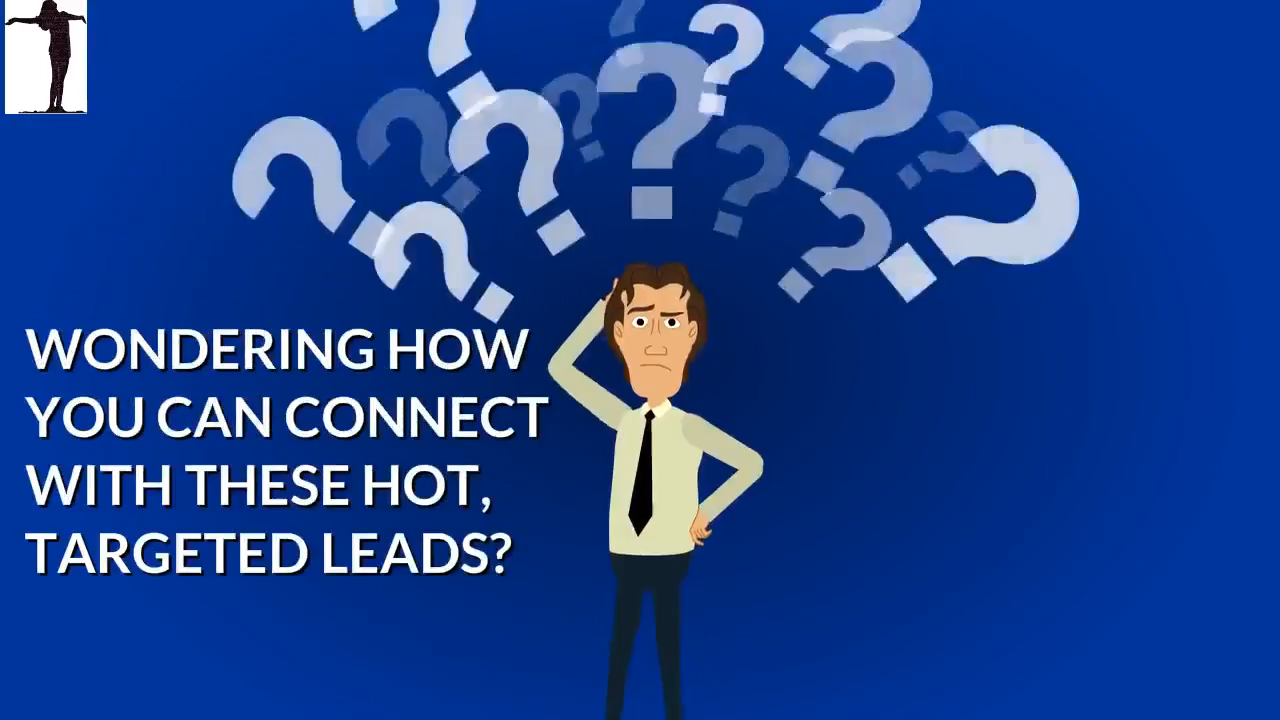 WONDERING HOW
YOU CAN CONNECT
WITH THESE HOT,
TARGETED LEADS?